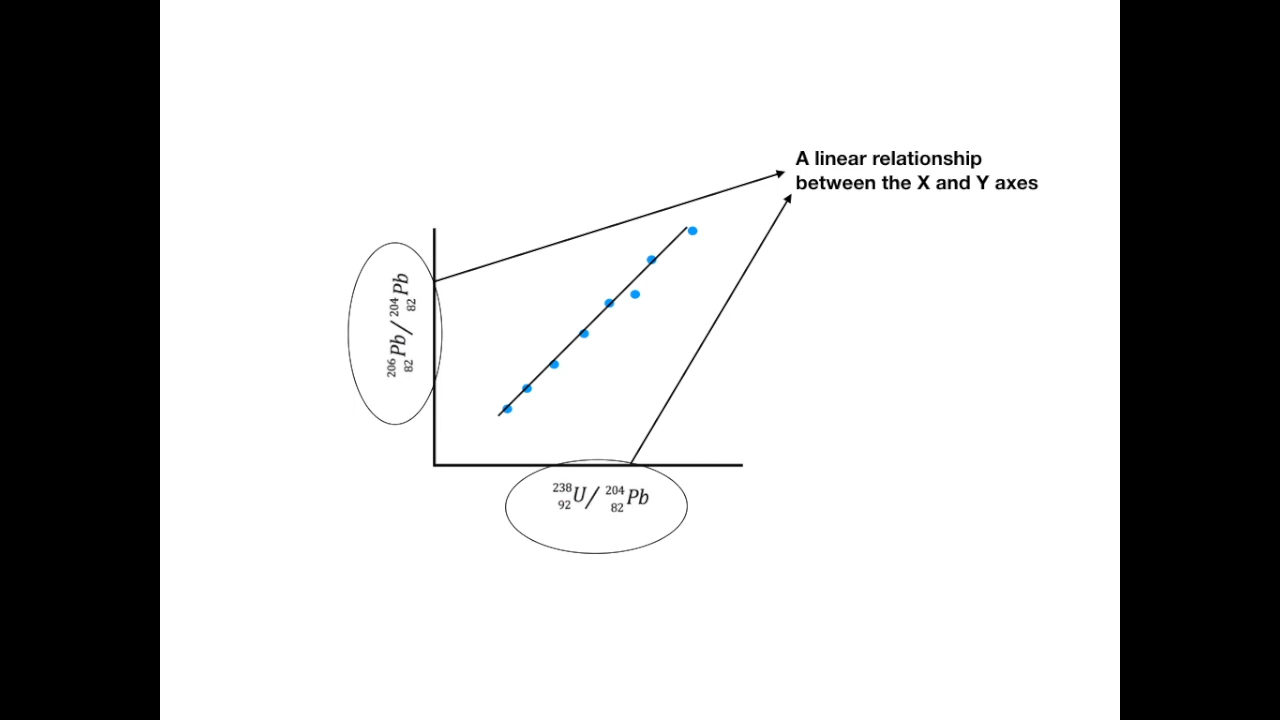 A linear relationship
between the X and Y axes
²⁰⁶₈₂Pb/²⁰⁴₈₂Pb
²³⁸₉₂U/²⁰⁴₈₂Pb